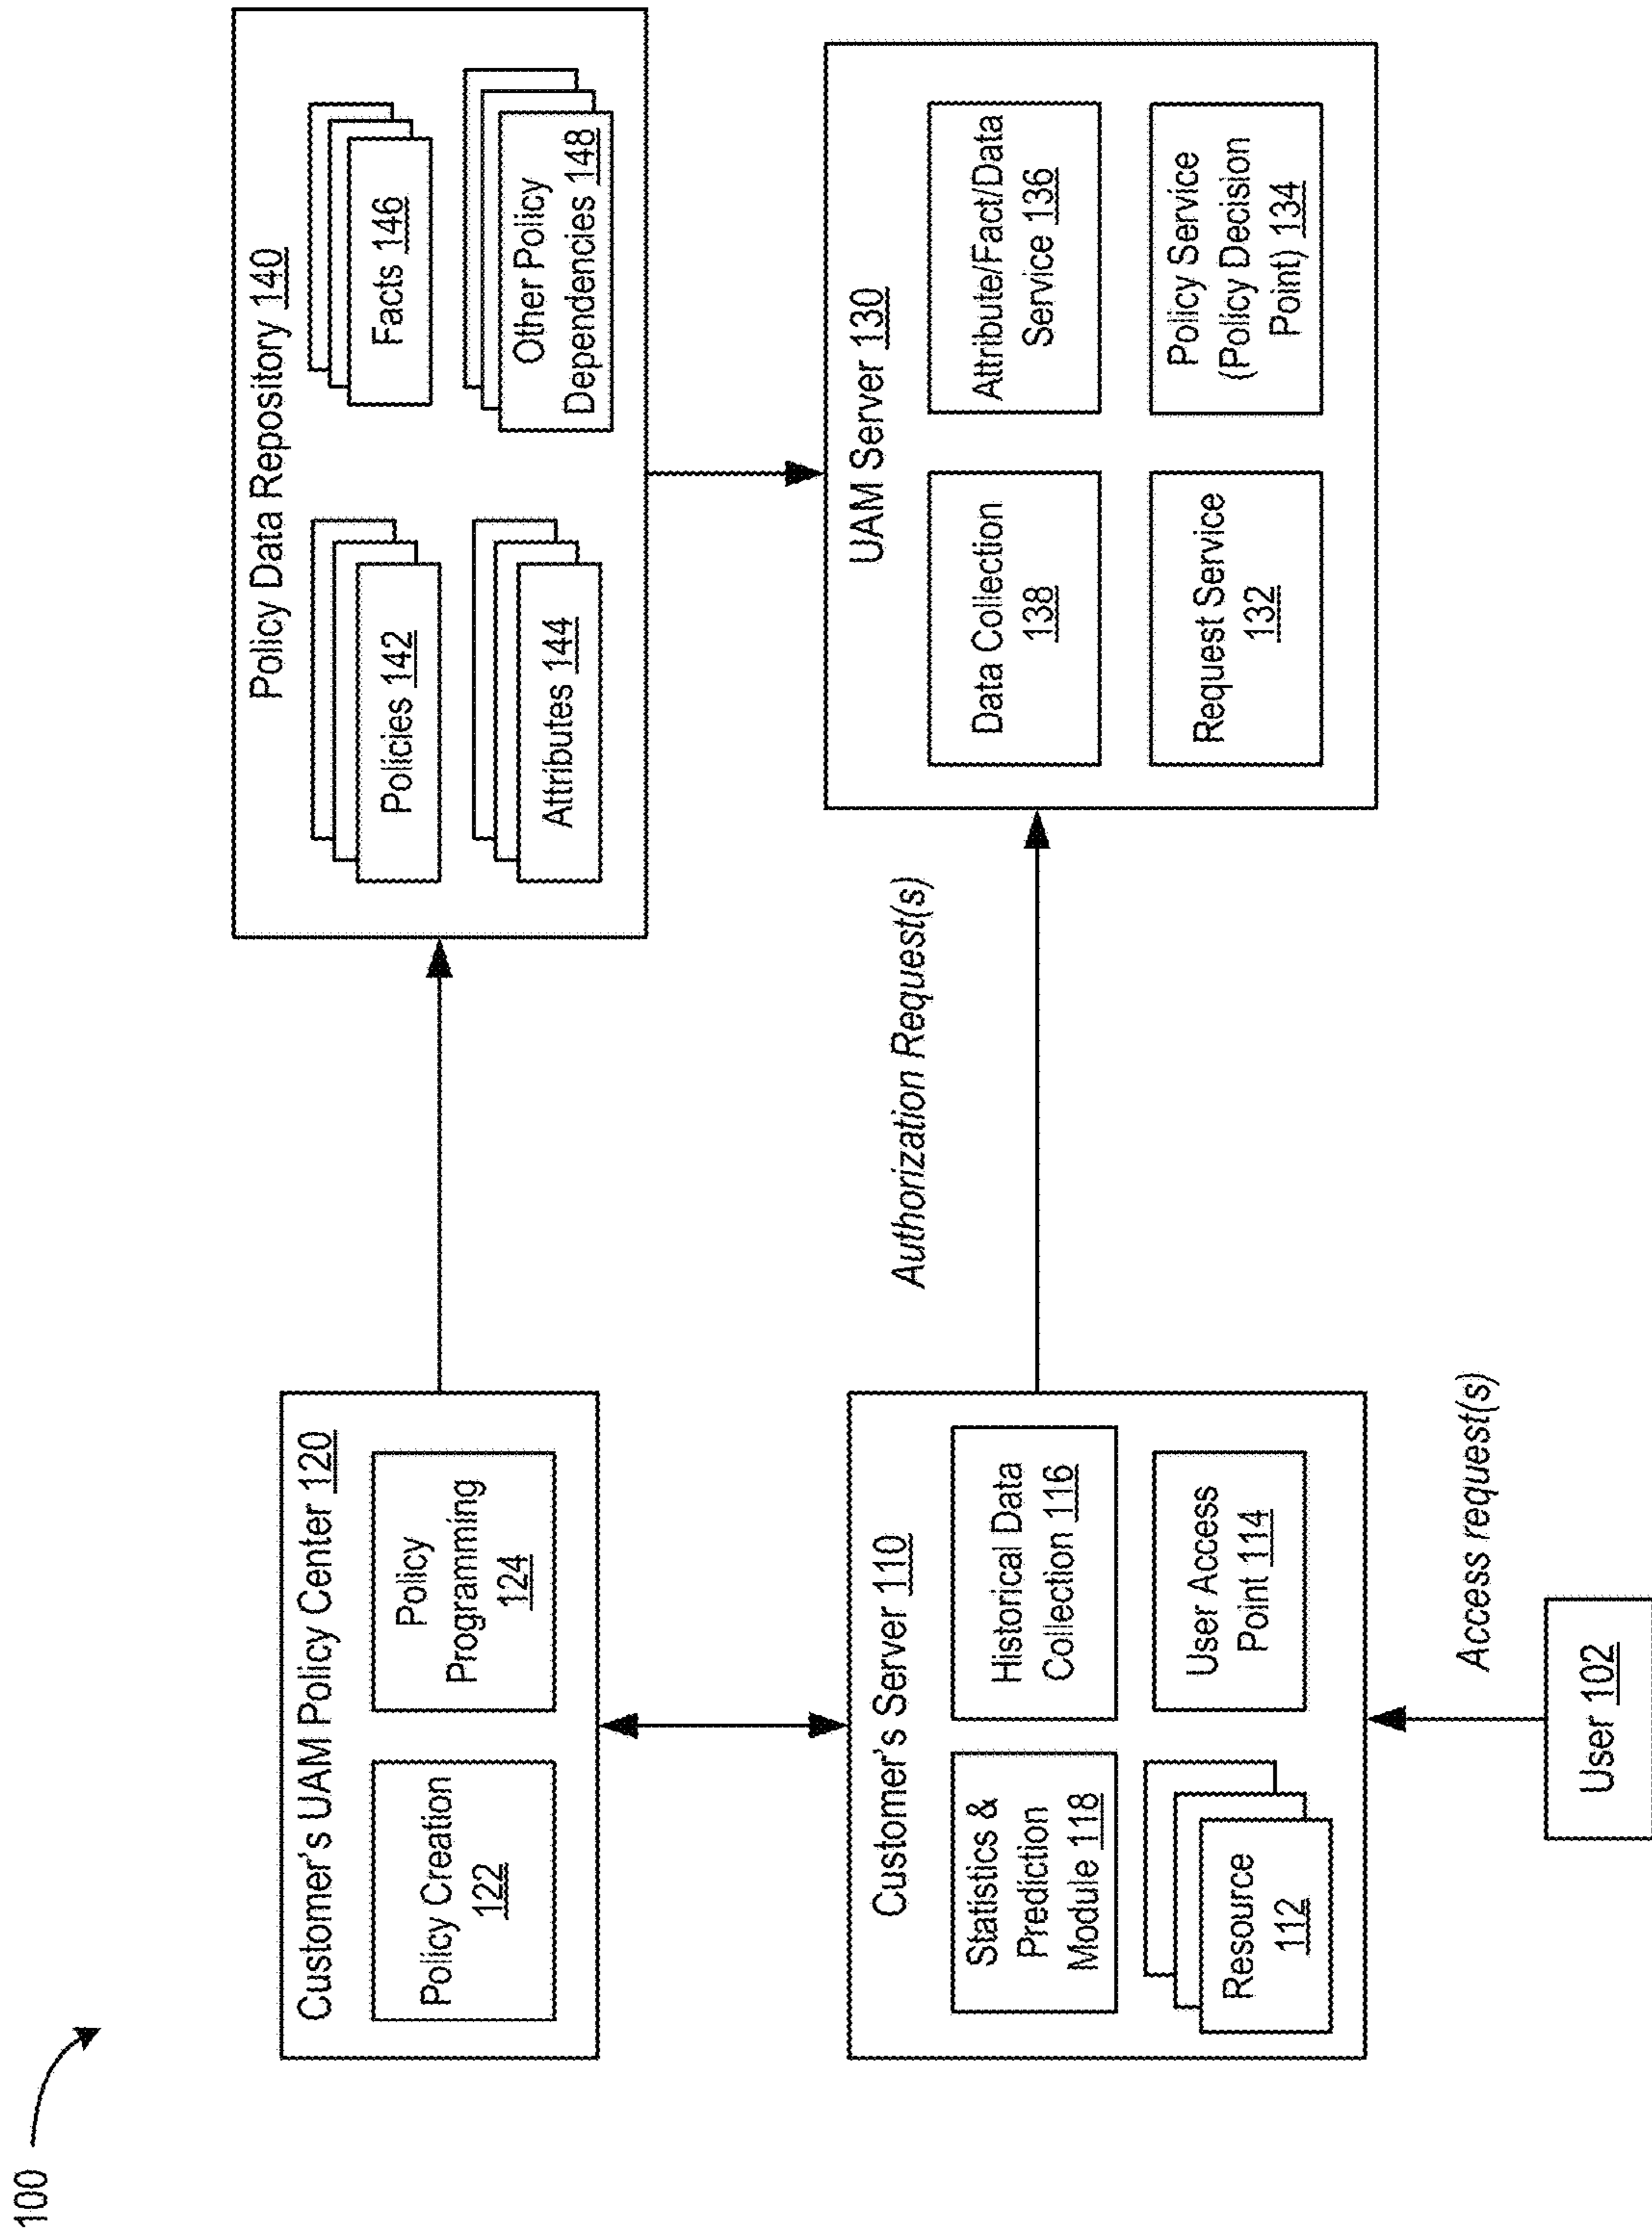 100
Customer's UAM Policy Center 120
Policy Creation
122
Policy
Programming
124
Policy Data Repository 140
Policies 142
Facts 146
Attributes 144
Other Policy
Dependencies 148
Customer's Server 110
Statistics &
Prediction
Module 118
Historical Data
Collection 116
Resource
112
User Access
Point 114
Authorization Request(s)
UAM Server 130
Data Collection
138
Attribute/Fact/Data
Service 136
Request Service
132
Policy Service
(Policy Decision
Point) 134
Access request(s)
User 102